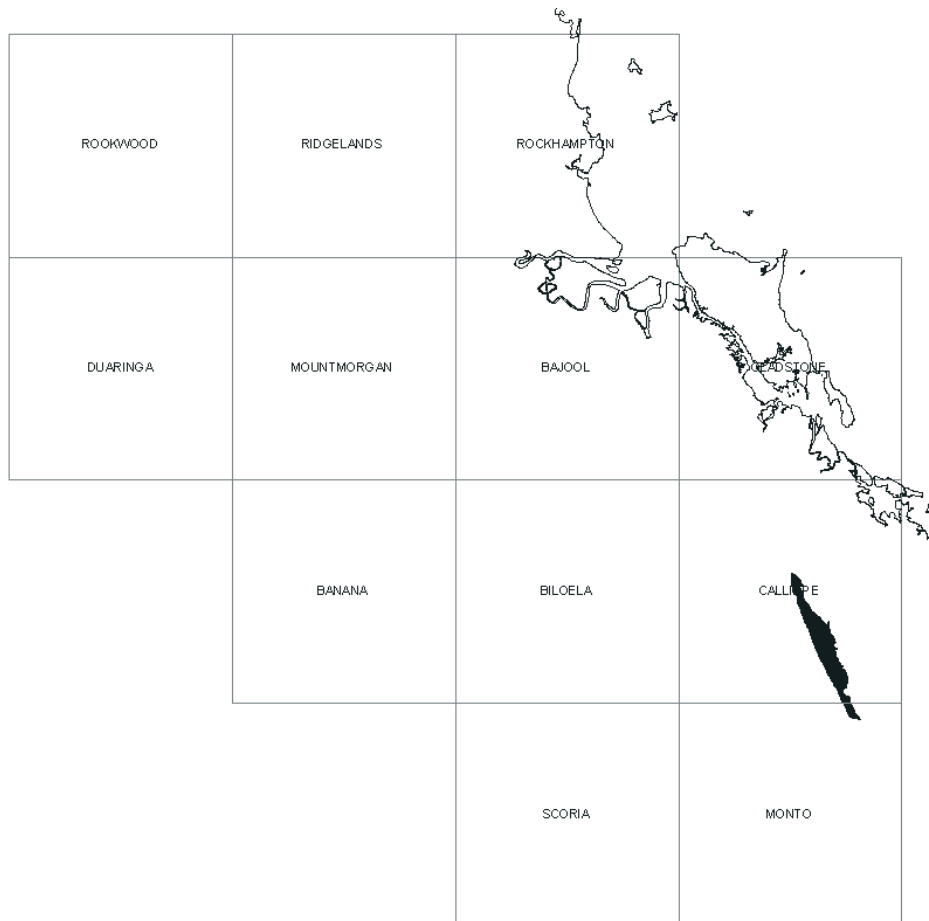 ROOKWOOD
RIDGELANDS
ROCKHAMPTON
DUARINGA
MOUNTMORGAN
BAJOOL
GLADSTONE
BANANA
BILOELA
CALLIOPE
SCORIA
MONTO